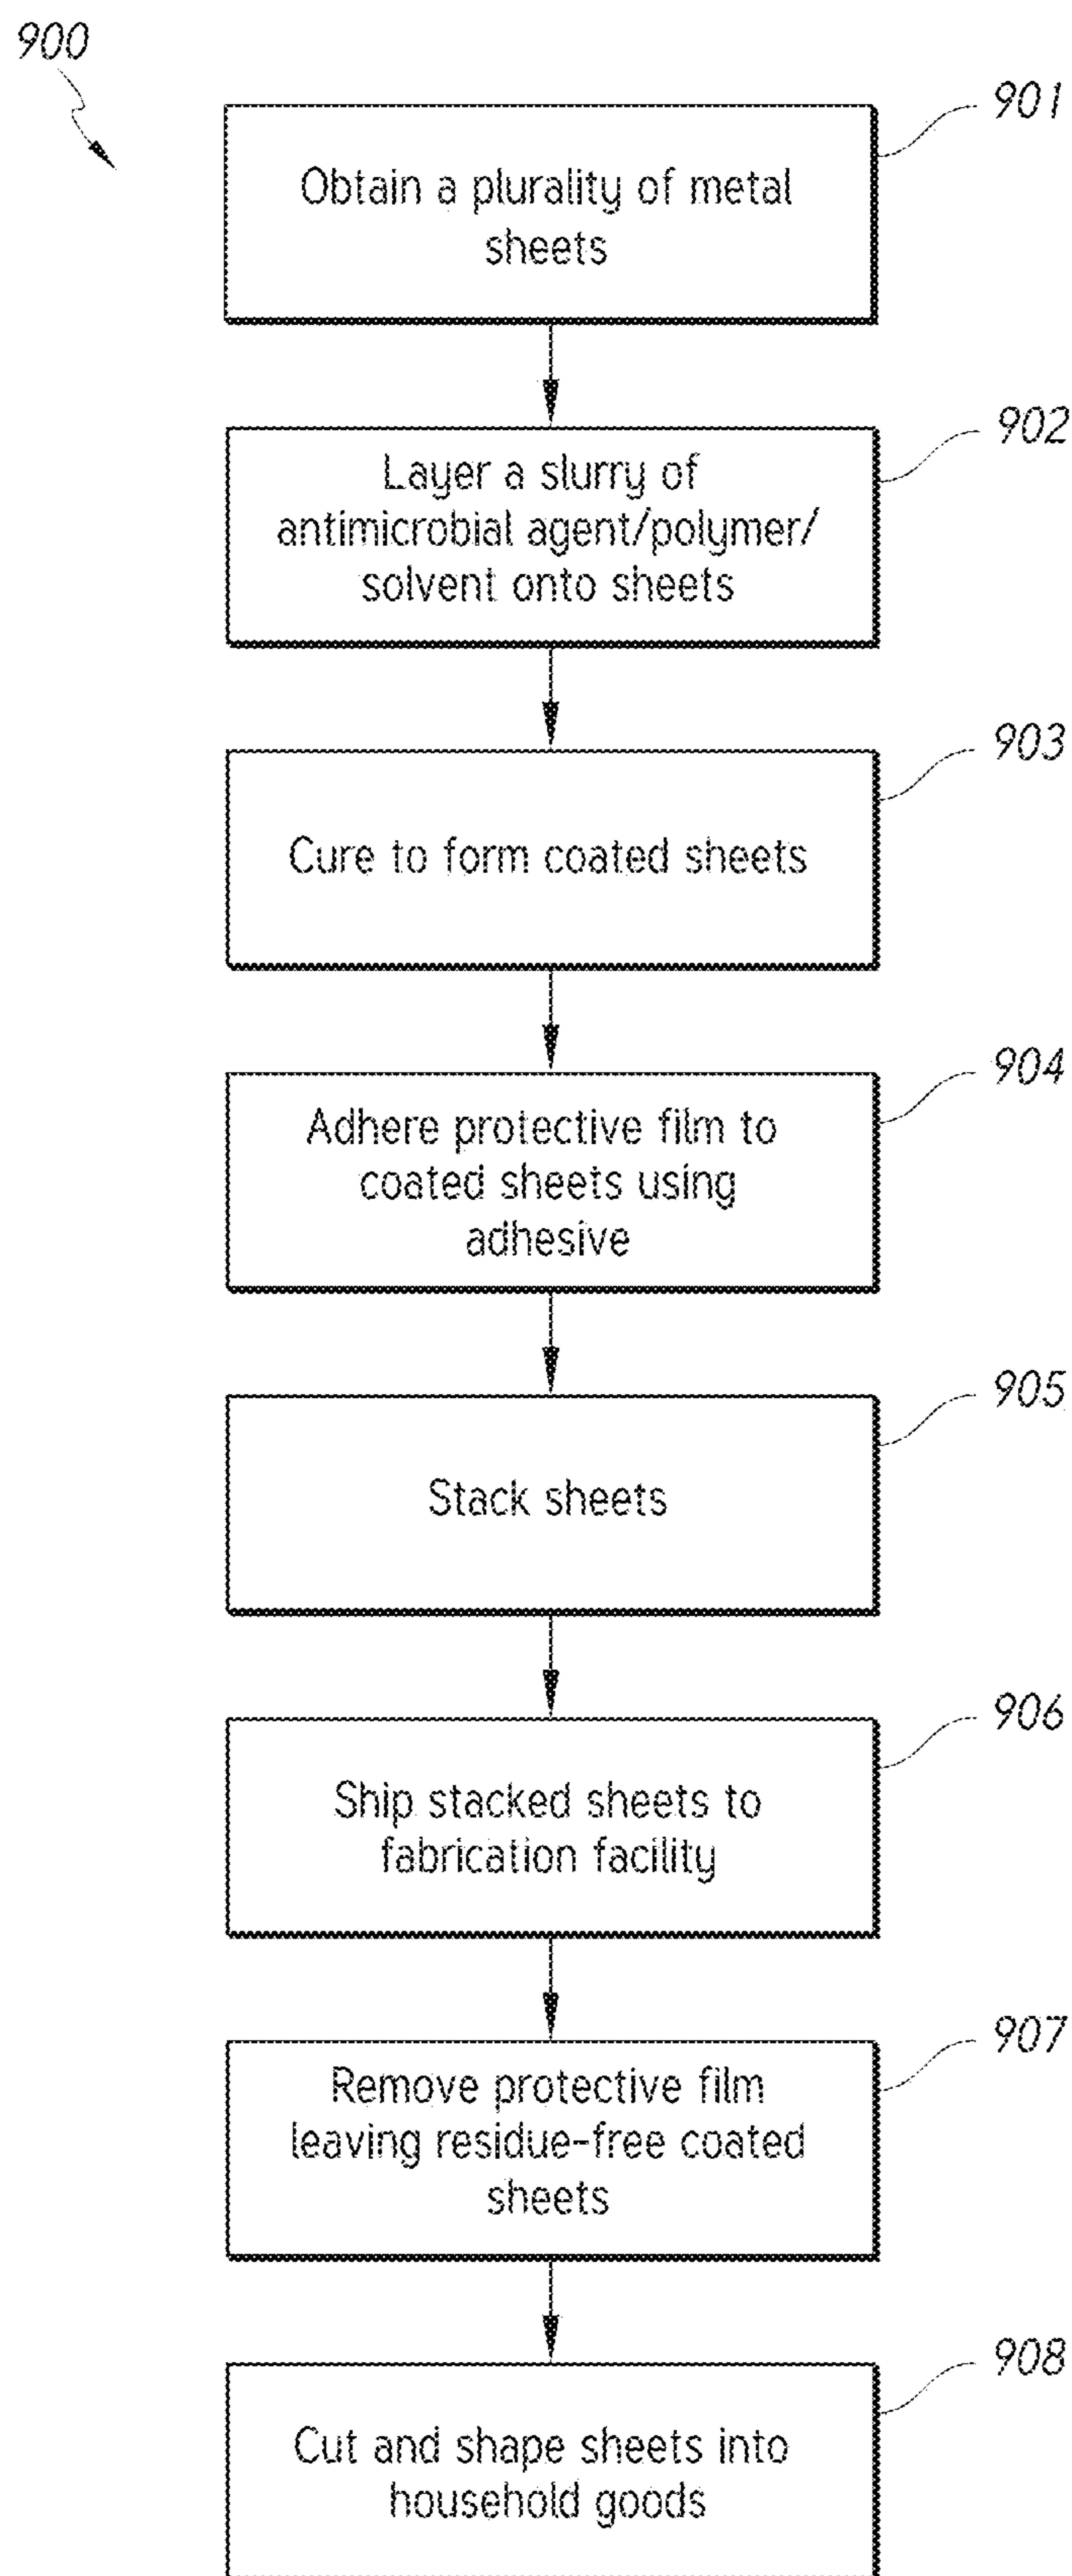 900
901
Obtain a plurality of metal
sheets
902
Layer a slurry of
antimicrobial agent/polymer/
solvent onto sheets
903
Cure to form coated sheets
904
Adhere protective film to
coated sheets using
adhesive
905
Stack sheets
906
Ship stacked sheets to
fabrication facility
907
Remove protective film
leaving residue-free coated
sheets
908
Cut and shape sheets into
household goods